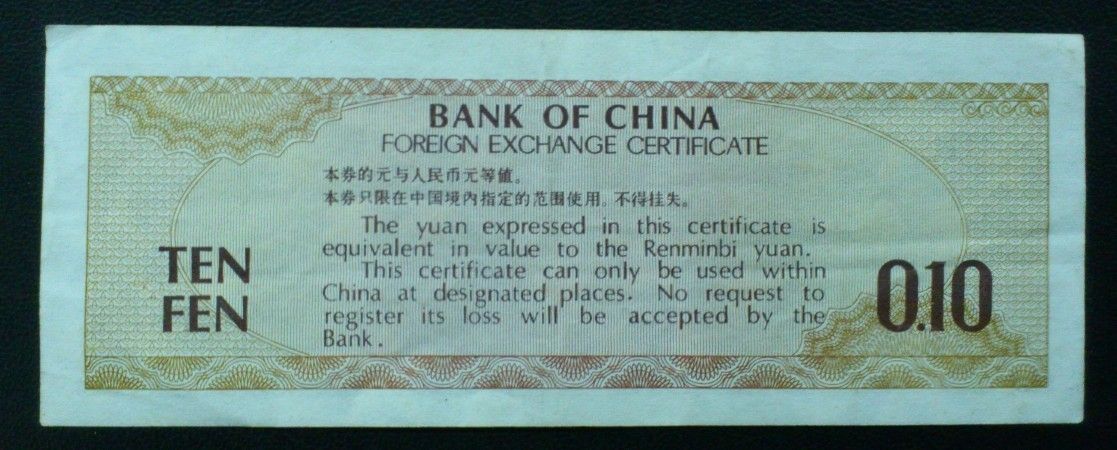 BANK OF CHINA
FOREIGN EXCHANGE CERTIFICATE
本券的元与人民币元等值。
本券只限在中国境内指定的范围使用。不得挂失。
The yuan expressed in this certificate is
equivalent in value to the Renminbi yuan.
This certificate can only be used within
China at designated places. No request to
register its loss will be accepted by the
Bank.
TEN
FEN
0.10